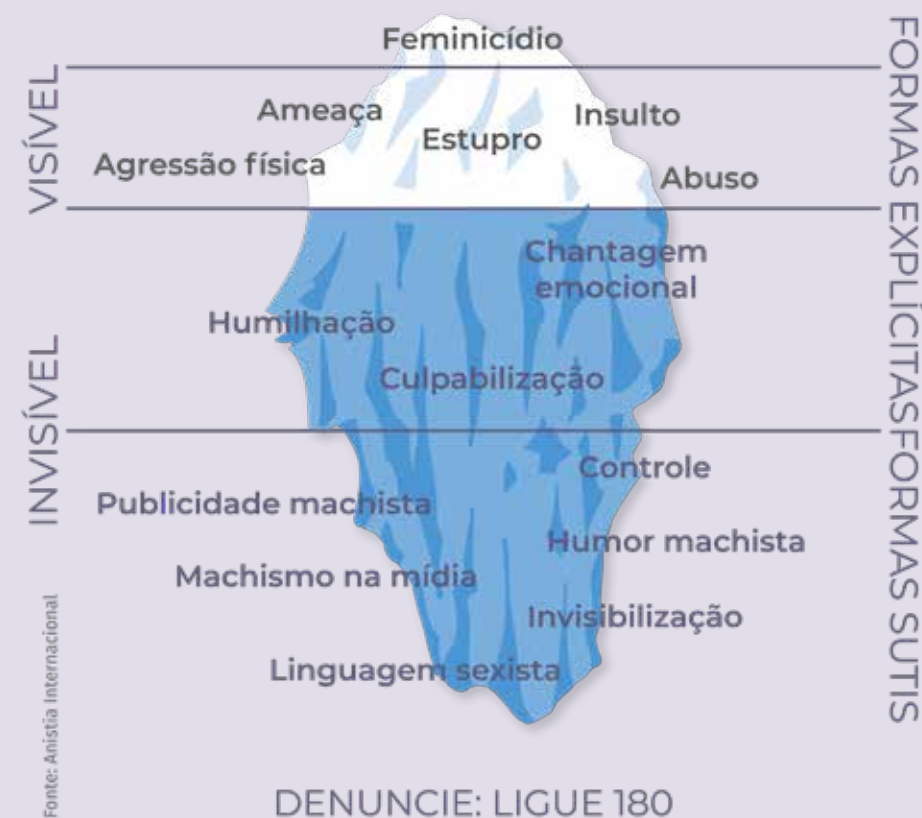 Feminicídio
VISÍVEL
Ameaça
Insulto
Estupro
Agressão física
Abuso
FORMAS EXPLÍCITAS
INVISÍVEL
Chantagem
emocional
Humilhação
Culpabilização
FORMAS SUTIS
Controle
Publicidade machista
Humor machista
Machismo na mídia
Invisibilização
Linguagem sexista
Fonte: Anistia Internacional
DENUNCIE: LIGUE 180